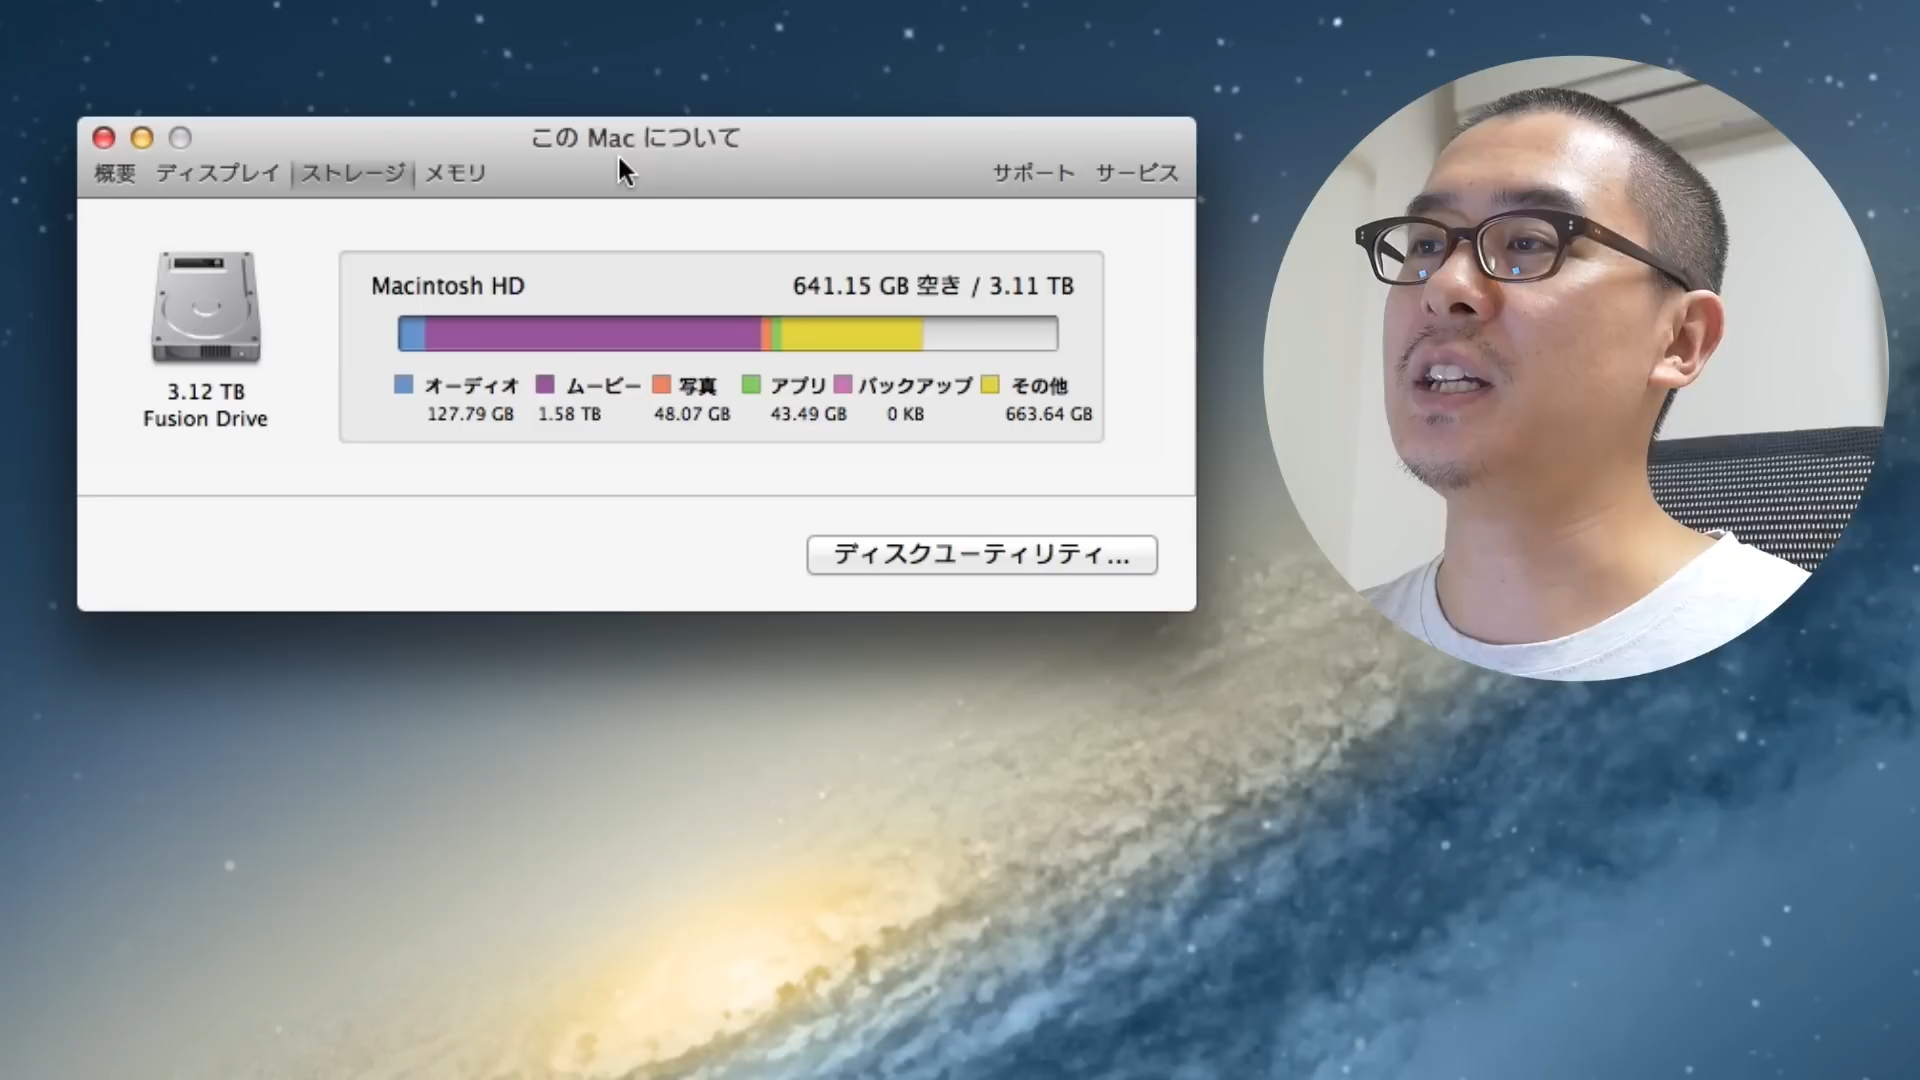 この Mac について
概要 ディスプレイ ストレージ メモリ サポート サービス
Macintosh HD 641.15 GB 空き / 3.11 TB
オーディオ ムービー 写真 アプリ バックアップ その他
127.79 GB 1.58 TB 48.07 GB 43.49 GB 0 KB 663.64 GB
3.12 TB
Fusion Drive
ディスクユーティリティ...